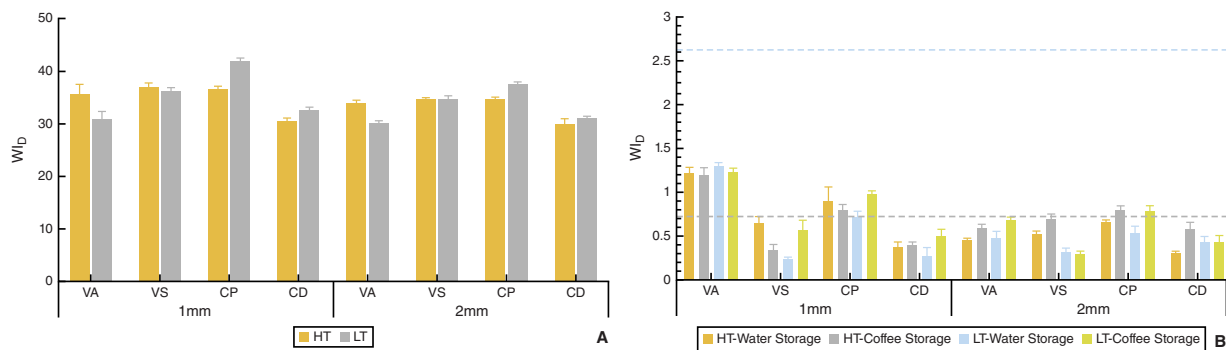 50
40
30
20
10
0
WID
VA VS CP CD VA VS CP CD
1mm 2mm
HT LT
A
3
2.5
2
1.5
1
0.5
0
WID
VA VS CP CD VA VS CP CD
1mm 2mm
HT-Water Storage HT-Coffee Storage LT-Water Storage LT-Coffee Storage
B